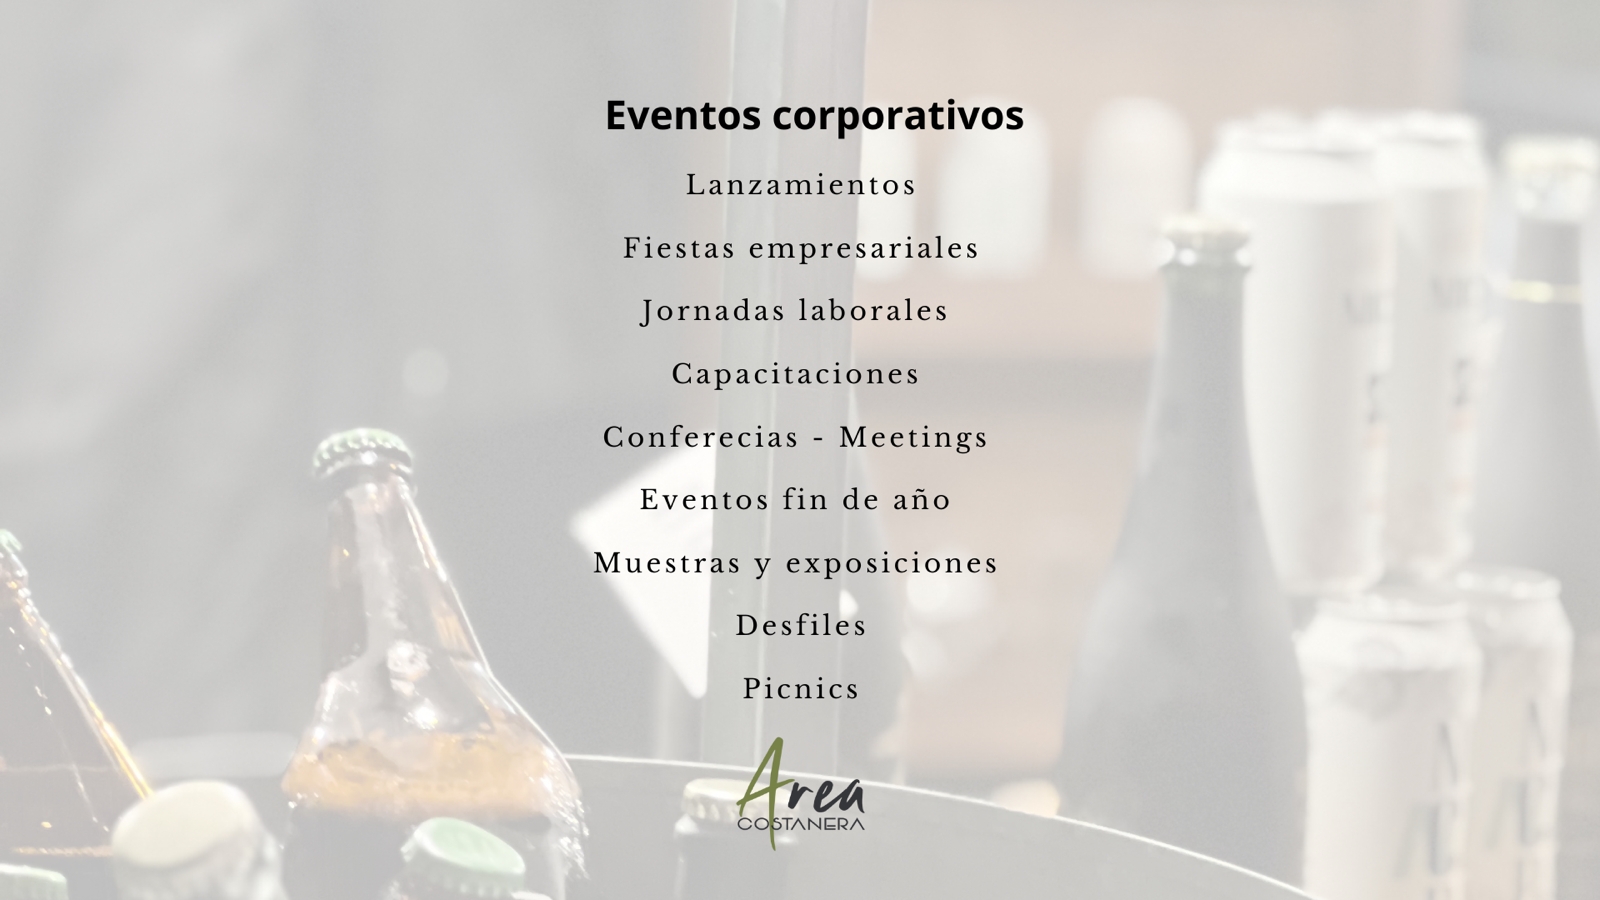 Eventos corporativos
Lanzamientos
Fiestas empresariales
Jornadas laborales
Capacitaciones
Conferecias - Meetings
Eventos fin de año
Muestras y exposiciones
Desfiles
Picnics
Area
COSTANERA